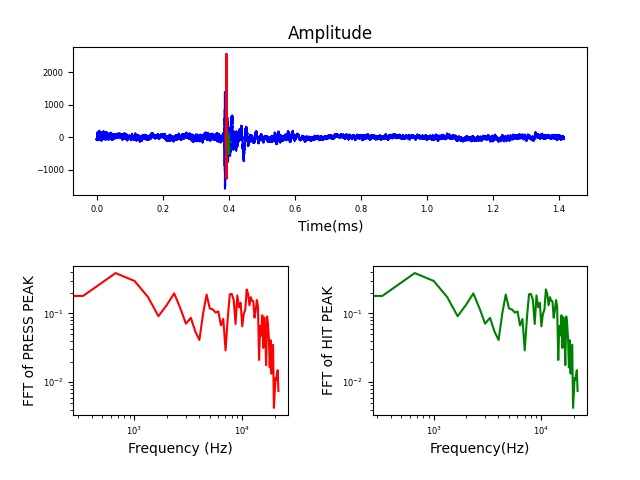 Amplitude
2000
1000
0
−1000
0.0 0.2 0.4 0.6 0.8 1.0 1.2 1.4
Time(ms)
FFT of PRESS PEAK
10⁻¹
10⁻²
10³ 10⁴
Frequency (Hz)
FFT of HIT PEAK
10⁻¹
10⁻²
10³ 10⁴
Frequency(Hz)